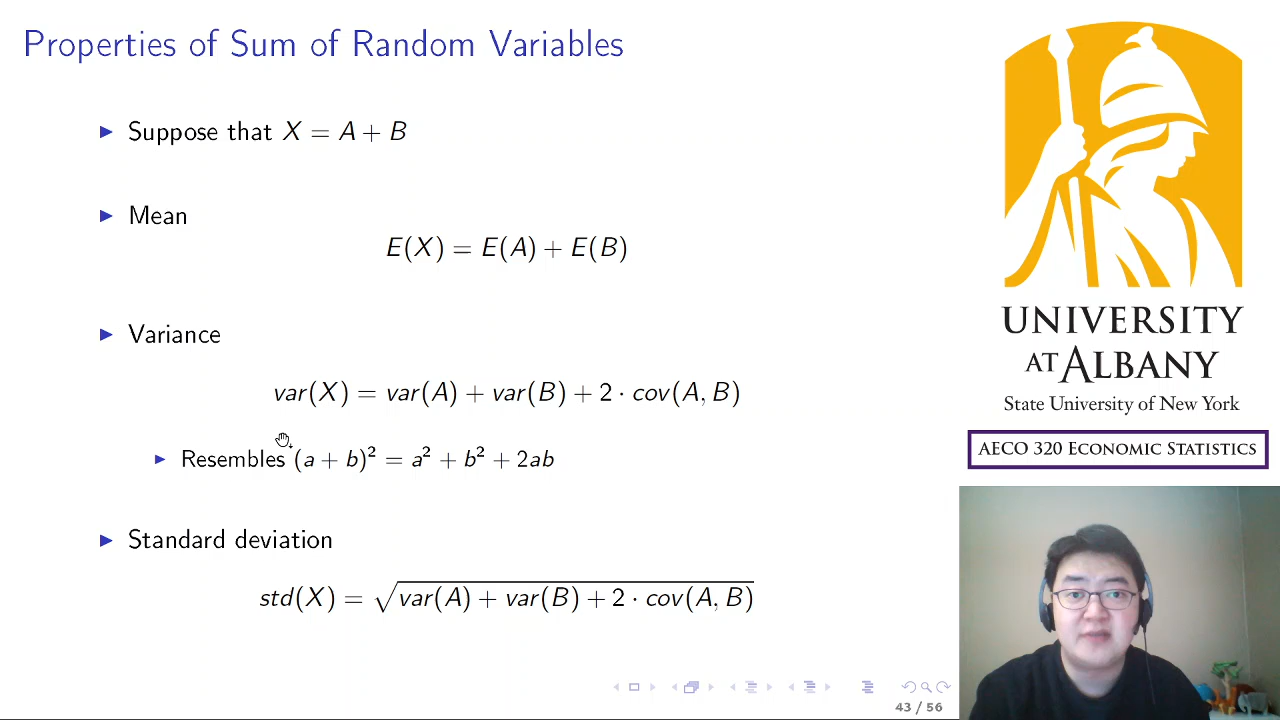 Properties of Sum of Random Variables
▶ Suppose that X = A + B
▶ Mean
E(X) = E(A) + E(B)
▶ Variance
var(X) = var(A) + var(B) + 2 · cov(A, B)
▶ Resembles (a + b)² = a² + b² + 2ab
▶ Standard deviation
std(X) = √var(A) + var(B) + 2 · cov(A, B)
43 / 56
UNIVERSITY
AT ALBANY
State University of New York
AECO 320 ECONOMIC STATISTICS